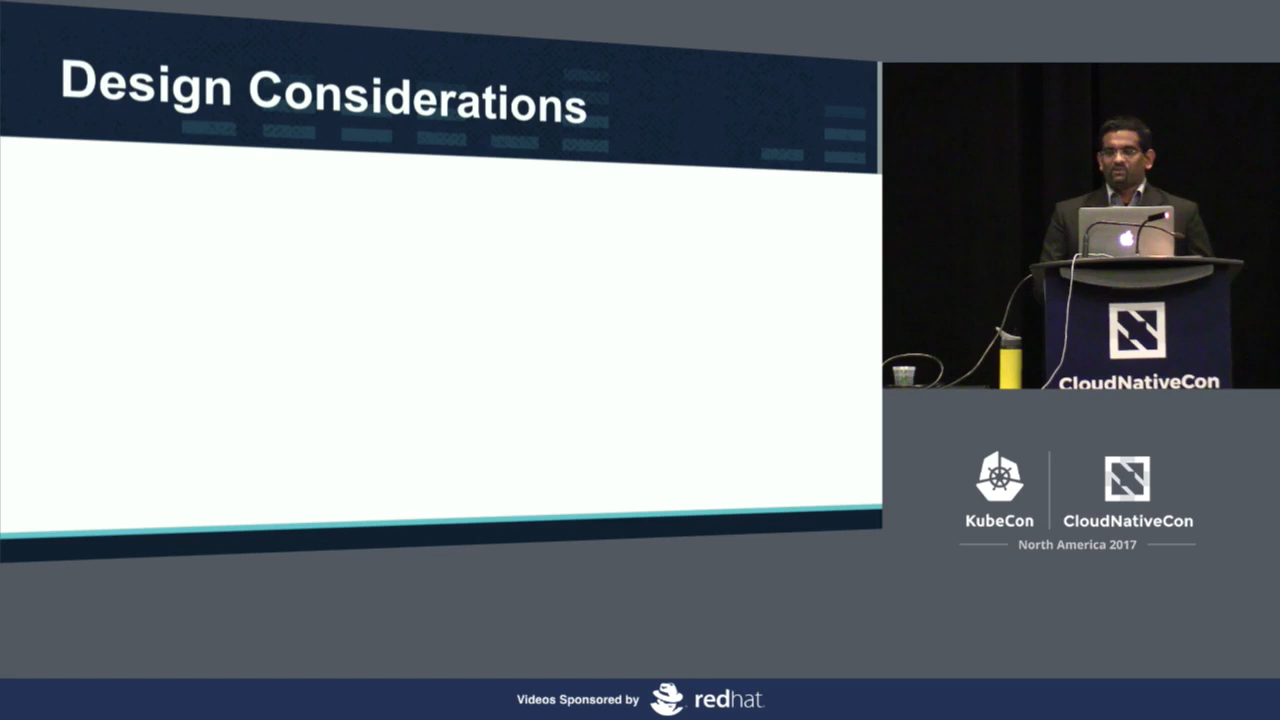 Design Considerations
CloudNativeCon
KubeCon
CloudNativeCon
North America 2017
Videos Sponsored by
redhat.